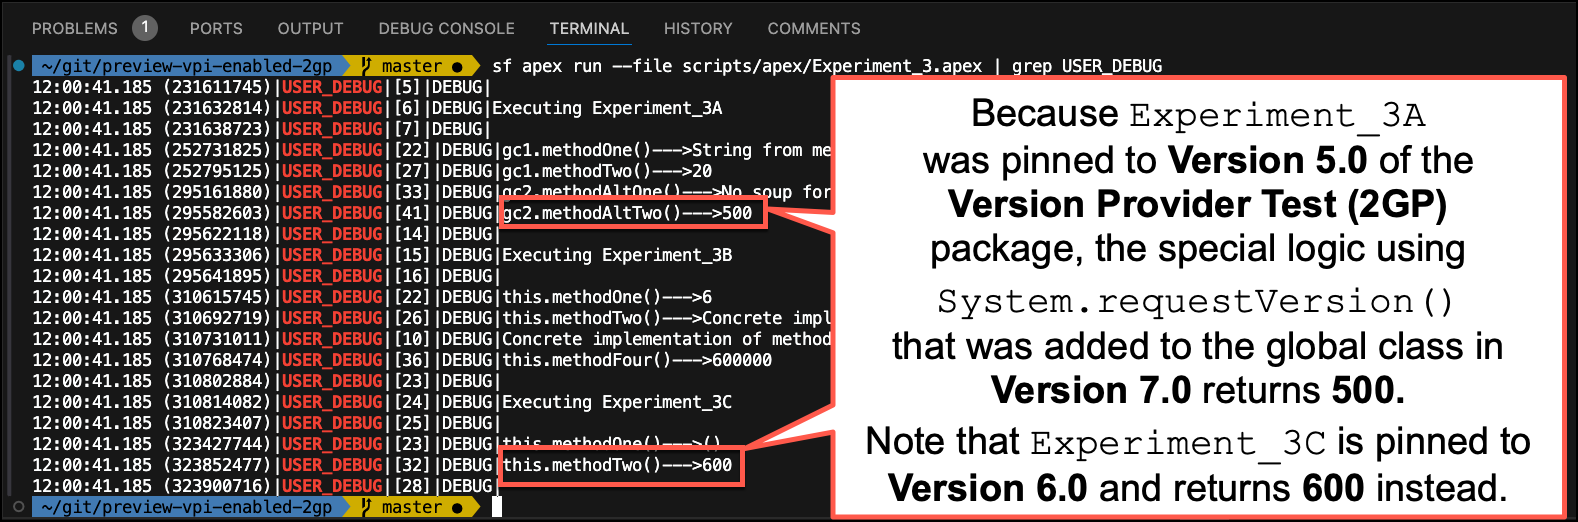 PROBLEMS 1 PORTS OUTPUT DEBUG CONSOLE TERMINAL HISTORY COMMENTS
~/git/preview-vpi-enabled-2gp master ● sf apex run --file scripts/apex/Experiment_3.apex | grep USER_DEBUG
12:00:41.185 (231611745)|USER_DEBUG|[5]|DEBUG|
12:00:41.185 (231632814)|USER_DEBUG|[6]|DEBUG|Executing Experiment_3A
12:00:41.185 (231638723)|USER_DEBUG|[7]|DEBUG|
12:00:41.185 (252731825)|USER_DEBUG|[22]|DEBUG|gc1.methodOne()--->String from me
12:00:41.185 (252795125)|USER_DEBUG|[27]|DEBUG|gc1.methodTwo()--->20
12:00:41.185 (295161880)|USER_DEBUG|[33]|DEBUG|gc2.methodAltOne()--->No soup for
12:00:41.185 (295582603)|USER_DEBUG|[41]|DEBUG|gc2.methodAltTwo()--->500
12:00:41.185 (295622118)|USER_DEBUG|[14]|DEBUG|
12:00:41.185 (295633306)|USER_DEBUG|[15]|DEBUG|Executing Experiment_3B
12:00:41.185 (295641895)|USER_DEBUG|[16]|DEBUG|
12:00:41.185 (310615745)|USER_DEBUG|[22]|DEBUG|this.methodOne()--->6
12:00:41.185 (310692719)|USER_DEBUG|[26]|DEBUG|this.methodTwo()--->Concrete impl
12:00:41.185 (310731011)|USER_DEBUG|[10]|DEBUG|Concrete implementation of method
12:00:41.185 (310768474)|USER_DEBUG|[36]|DEBUG|this.methodFour()--->600000
12:00:41.185 (310802884)|USER_DEBUG|[23]|DEBUG|
12:00:41.185 (310814082)|USER_DEBUG|[24]|DEBUG|Executing Experiment_3C
12:00:41.185 (310823407)|USER_DEBUG|[25]|DEBUG|
12:00:41.185 (323427744)|USER_DEBUG|[23]|DEBUG|this.methodOne()--->()
12:00:41.185 (323852477)|USER_DEBUG|[32]|DEBUG|this.methodTwo()--->600
12:00:41.185 (323900716)|USER_DEBUG|[28]|DEBUG|
~/git/preview-vpi-enabled-2gp master ●
Because Experiment_3A
was pinned to Version 5.0 of the
Version Provider Test (2GP)
package, the special logic using
System.requestVersion()
that was added to the global class in
Version 7.0 returns 500.
Note that Experiment_3C is pinned to
Version 6.0 and returns 600 instead.